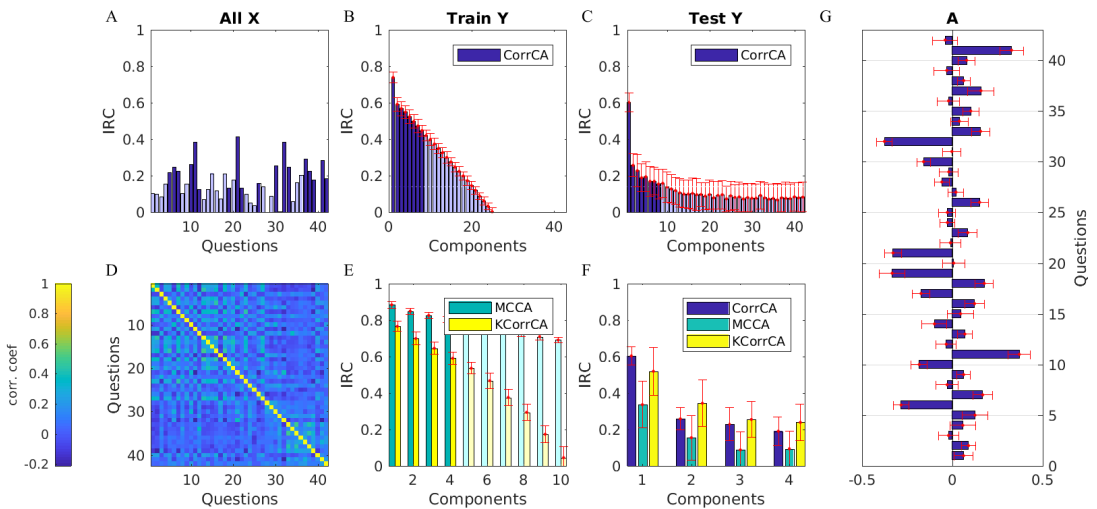 A
All X
IRC
1
0.8
0.6
0.4
0.2
0
10
20
30
40
Questions
B
Train Y
CorrCA
IRC
1
0.8
0.6
0.4
0.2
0
10
20
30
40
Components
C
Test Y
CorrCA
IRC
1
0.8
0.6
0.4
0.2
0
10
20
30
40
Components
G
A
40
35
30
25
20
15
10
5
0
Questions
-0.5
0
0.5
corr. coef
1
0.8
0.6
0.4
0.2
0
-0.2
D
Questions
10
20
30
40
10
20
30
40
Questions
E
MCCA
KCorrCA
IRC
1
0.8
0.6
0.4
0.2
0
2
4
6
8
10
Components
F
CorrCA
MCCA
KCorrCA
IRC
1
0.8
0.6
0.4
0.2
0
1
2
3
4
Components